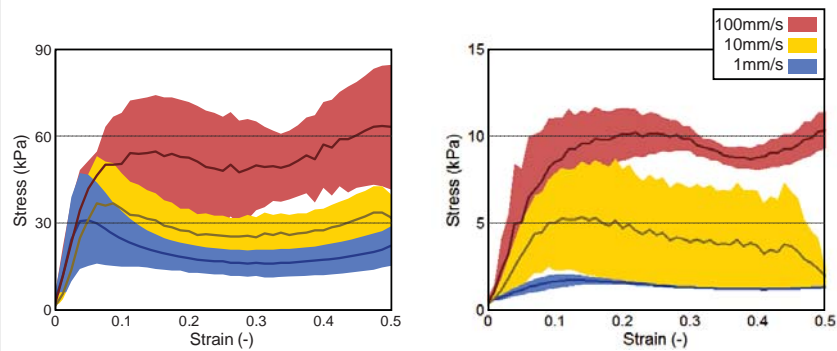 100mm/s
10mm/s
1mm/s
90
60
30
0
Stress (kPa)
0 0.1 0.2 0.3 0.4 0.5
Strain (-)
15
10
5
0
Stress (kPa)
0 0.1 0.2 0.3 0.4 0.5
Strain (-)